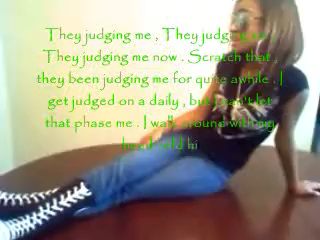 They judging me , They judging
They judging me now . Scratch that ,
they been judging me for quite awhile . I
get judged on a daily , but I can't let
that phase me . I walk around with my
head held hi